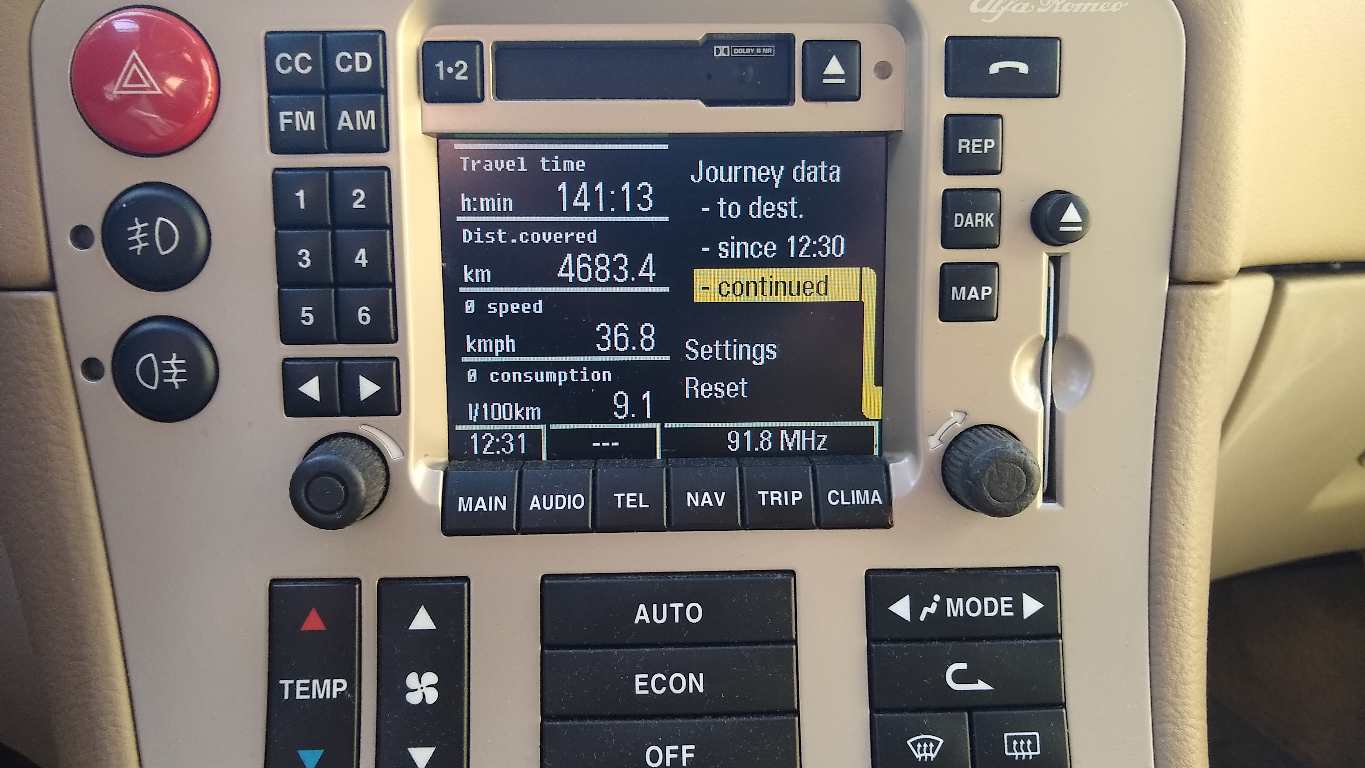 Alfa Romeo
CC CD
FM AM
1•2
DOLBY B NR
REP
DARK
MAP
1 2
3 4
5 6
Travel time
h:min 141:13
Dist.covered
km 4683.4
Ø speed
kmph 36.8
Ø consumption
l/100km 9.1
12:31 --- 91.8 MHz
Journey data
- to dest.
- since 12:30
- continued
Settings
Reset
MAIN AUDIO TEL NAV TRIP CLIMA
TEMP
AUTO
ECON
OFF
MODE